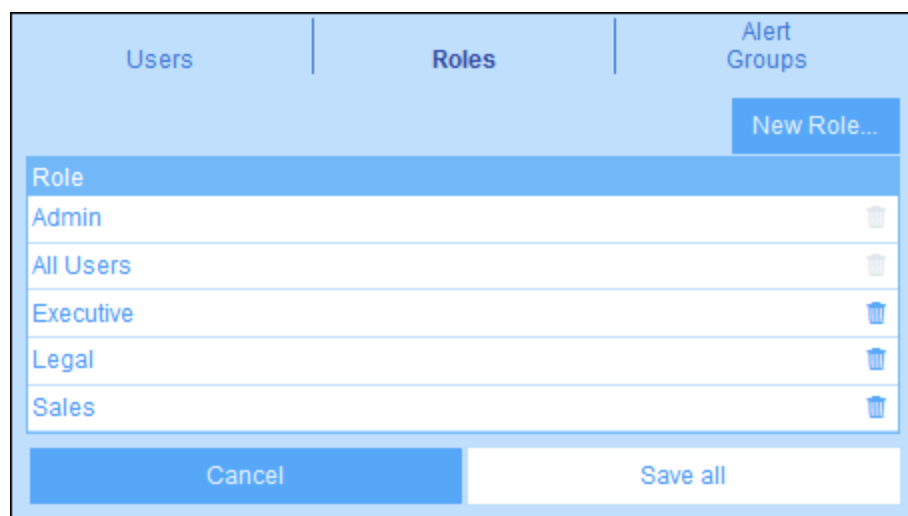 Users
Roles
Alert
Groups
New Role...
Role
Admin
All Users
Executive
Legal
Sales
Cancel
Save all